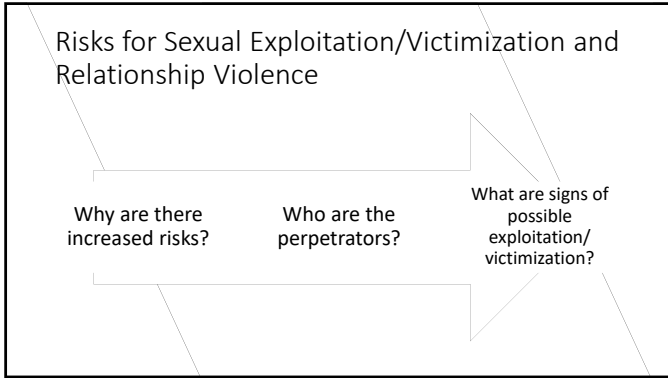 Risks for Sexual Exploitation/Victimization and
Relationship Violence
Why are there
increased risks?
Who are the
perpetrators?
What are signs of
possible
exploitation/
victimization?